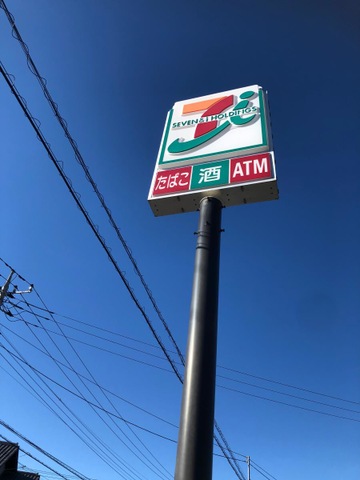 SEVEN&I HOLDINGS
たばこ 酒 ATM